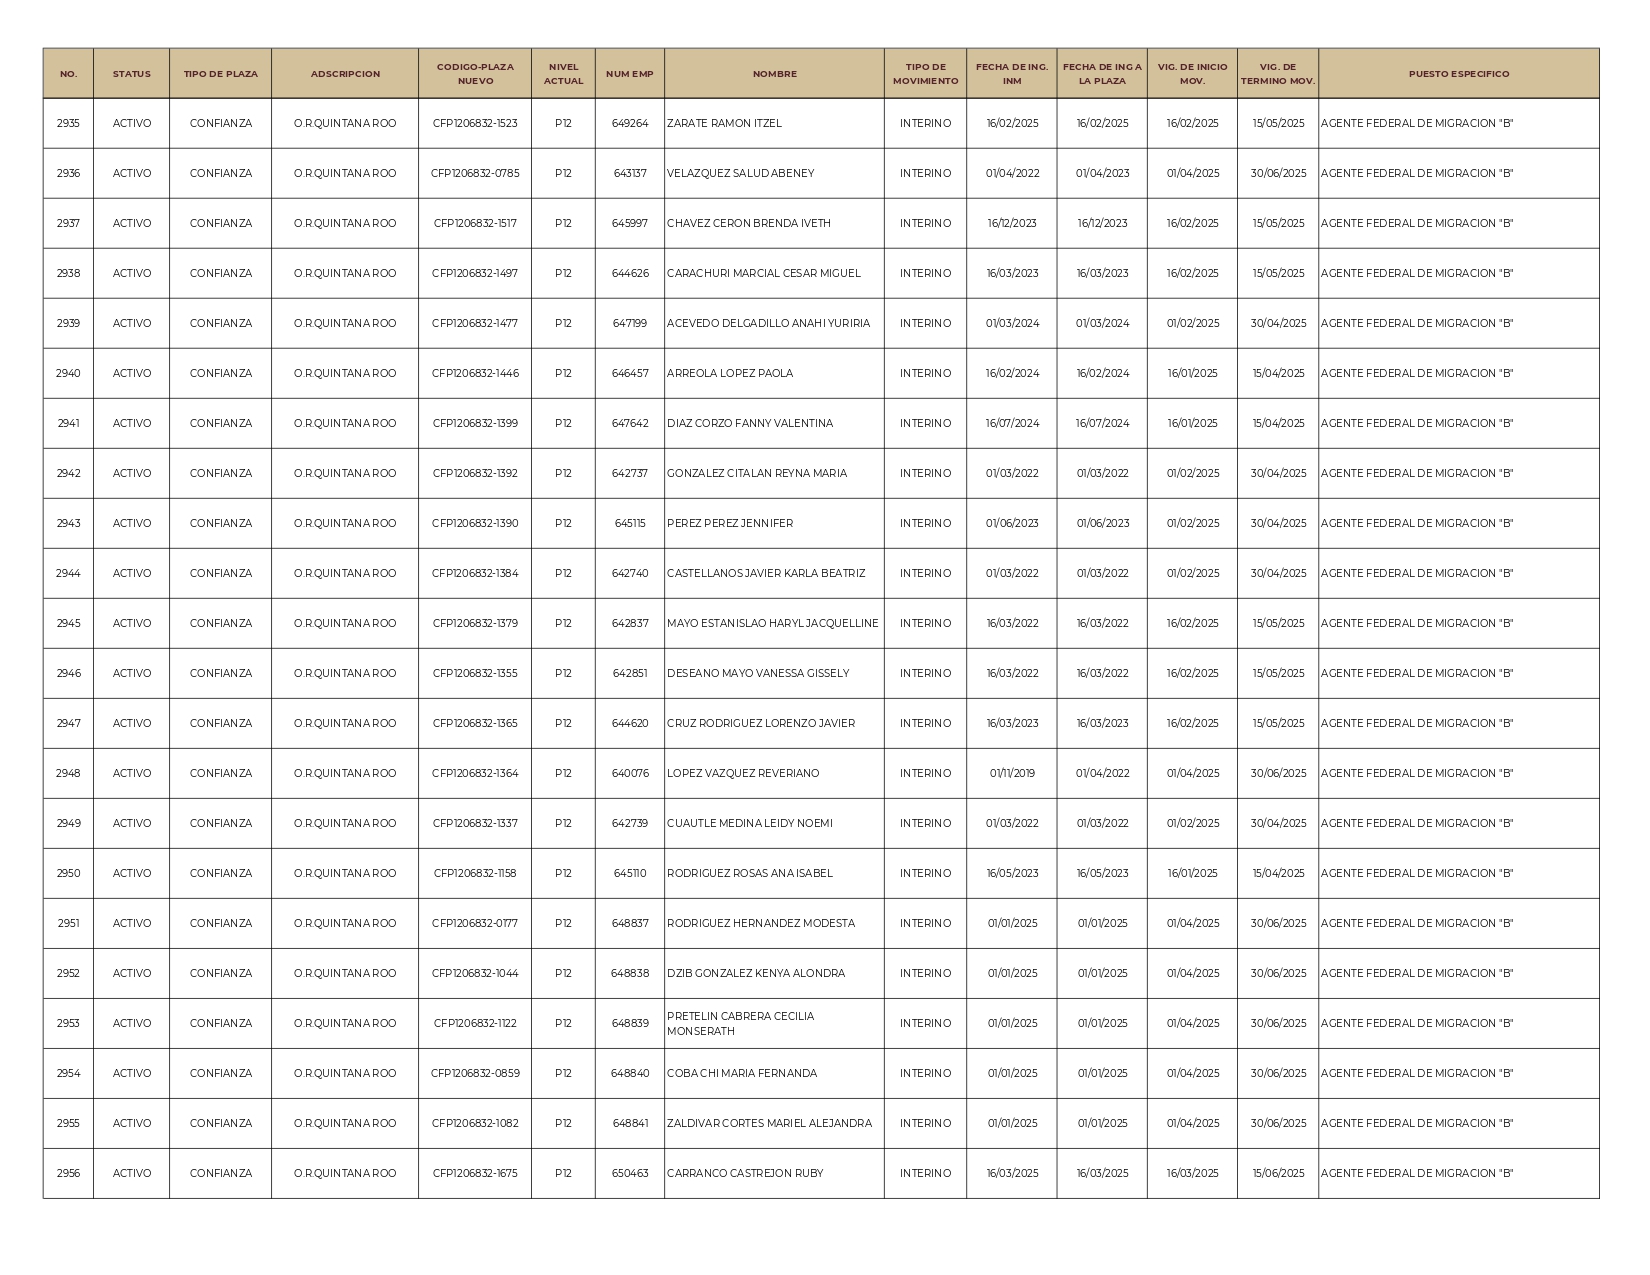 NO. STATUS TIPO DE PLAZA ADSCRIPCION CODIGO-PLAZA NUEVO NIVEL ACTUAL NUM EMP NOMBRE TIPO DE MOVIMIENTO FECHA DE ING. INM FECHA DE ING A LA PLAZA VIG. DE INICIO MOV. VIG. DE TERMINO MOV. PUESTO ESPECIFICO
2935 ACTIVO CONFIANZA O.R.QUINTANA ROO CFP1206832-1523 P12 649264 ZARATE RAMON ITZEL INTERINO 16/02/2025 16/02/2025 16/02/2025 15/05/2025 AGENTE FEDERAL DE MIGRACION "B"
2936 ACTIVO CONFIANZA O.R.QUINTANA ROO CFP1206832-0785 P12 643137 VELAZQUEZ SALUD ABENEY INTERINO 01/04/2022 01/04/2023 01/04/2025 30/06/2025 AGENTE FEDERAL DE MIGRACION "B"
2937 ACTIVO CONFIANZA O.R.QUINTANA ROO CFP1206832-1517 P12 645997 CHAVEZ CERON BRENDA IVETH INTERINO 16/12/2023 16/12/2023 16/02/2025 15/05/2025 AGENTE FEDERAL DE MIGRACION "B"
2938 ACTIVO CONFIANZA O.R.QUINTANA ROO CFP1206832-1497 P12 644626 CARACHURI MARCIAL CESAR MIGUEL INTERINO 16/03/2023 16/03/2023 16/02/2025 15/05/2025 AGENTE FEDERAL DE MIGRACION "B"
2939 ACTIVO CONFIANZA O.R.QUINTANA ROO CFP1206832-1477 P12 647199 ACEVEDO DELGADILLO ANAHI YURIRIA INTERINO 01/03/2024 01/03/2024 01/02/2025 30/04/2025 AGENTE FEDERAL DE MIGRACION "B"
2940 ACTIVO CONFIANZA O.R.QUINTANA ROO CFP1206832-1446 P12 646457 ARREOLA LOPEZ PAOLA INTERINO 16/02/2024 16/02/2024 16/01/2025 15/04/2025 AGENTE FEDERAL DE MIGRACION "B"
2941 ACTIVO CONFIANZA O.R.QUINTANA ROO CFP1206832-1399 P12 647642 DIAZ CORZO FANNY VALENTINA INTERINO 16/07/2024 16/07/2024 16/01/2025 15/04/2025 AGENTE FEDERAL DE MIGRACION "B"
2942 ACTIVO CONFIANZA O.R.QUINTANA ROO CFP1206832-1392 P12 642737 GONZALEZ CITALAN REYNA MARIA INTERINO 01/03/2022 01/03/2022 01/02/2025 30/04/2025 AGENTE FEDERAL DE MIGRACION "B"
2943 ACTIVO CONFIANZA O.R.QUINTANA ROO CFP1206832-1390 P12 645115 PEREZ PEREZ JENNIFER INTERINO 01/06/2023 01/06/2023 01/02/2025 30/04/2025 AGENTE FEDERAL DE MIGRACION "B"
2944 ACTIVO CONFIANZA O.R.QUINTANA ROO CFP1206832-1384 P12 642740 CASTELLANOS JAVIER KARLA BEATRIZ INTERINO 01/03/2022 01/03/2022 01/02/2025 30/04/2025 AGENTE FEDERAL DE MIGRACION "B"
2945 ACTIVO CONFIANZA O.R.QUINTANA ROO CFP1206832-1379 P12 642837 MAYO ESTANISLAO HARYL JACQUELLINE INTERINO 16/03/2022 16/03/2022 16/02/2025 15/05/2025 AGENTE FEDERAL DE MIGRACION "B"
2946 ACTIVO CONFIANZA O.R.QUINTANA ROO CFP1206832-1355 P12 642851 DESEANO MAYO VANESSA GISSELY INTERINO 16/03/2022 16/03/2022 16/02/2025 15/05/2025 AGENTE FEDERAL DE MIGRACION "B"
2947 ACTIVO CONFIANZA O.R.QUINTANA ROO CFP1206832-1365 P12 644620 CRUZ RODRIGUEZ LORENZO JAVIER INTERINO 16/03/2023 16/03/2023 16/02/2025 15/05/2025 AGENTE FEDERAL DE MIGRACION "B"
2948 ACTIVO CONFIANZA O.R.QUINTANA ROO CFP1206832-1364 P12 640076 LOPEZ VAZQUEZ REVERIANO INTERINO 01/11/2019 01/04/2022 01/04/2025 30/06/2025 AGENTE FEDERAL DE MIGRACION "B"
2949 ACTIVO CONFIANZA O.R.QUINTANA ROO CFP1206832-1337 P12 642739 CUAUTLE MEDINA LEIDY NOEMI INTERINO 01/03/2022 01/03/2022 01/02/2025 30/04/2025 AGENTE FEDERAL DE MIGRACION "B"
2950 ACTIVO CONFIANZA O.R.QUINTANA ROO CFP1206832-1158 P12 645110 RODRIGUEZ ROSAS ANA ISABEL INTERINO 16/05/2023 16/05/2023 16/01/2025 15/04/2025 AGENTE FEDERAL DE MIGRACION "B"
2951 ACTIVO CONFIANZA O.R.QUINTANA ROO CFP1206832-0177 P12 648837 RODRIGUEZ HERNANDEZ MODESTA INTERINO 01/01/2025 01/01/2025 01/04/2025 30/06/2025 AGENTE FEDERAL DE MIGRACION "B"
2952 ACTIVO CONFIANZA O.R.QUINTANA ROO CFP1206832-1044 P12 648838 DZIB GONZALEZ KENYA ALONDRA INTERINO 01/01/2025 01/01/2025 01/04/2025 30/06/2025 AGENTE FEDERAL DE MIGRACION "B"
2953 ACTIVO CONFIANZA O.R.QUINTANA ROO CFP1206832-1122 P12 648839 PRETELIN CABRERA CECILIA MONSERATH INTERINO 01/01/2025 01/01/2025 01/04/2025 30/06/2025 AGENTE FEDERAL DE MIGRACION "B"
2954 ACTIVO CONFIANZA O.R.QUINTANA ROO CFP1206832-0859 P12 648840 COBA CHI MARIA FERNANDA INTERINO 01/01/2025 01/01/2025 01/04/2025 30/06/2025 AGENTE FEDERAL DE MIGRACION "B"
2955 ACTIVO CONFIANZA O.R.QUINTANA ROO CFP1206832-1082 P12 648841 ZALDIVAR CORTES MARIEL ALEJANDRA INTERINO 01/01/2025 01/01/2025 01/04/2025 30/06/2025 AGENTE FEDERAL DE MIGRACION "B"
2956 ACTIVO CONFIANZA O.R.QUINTANA ROO CFP1206832-1675 P12 650463 CARRANCO CASTREJON RUBY INTERINO 16/03/2025 16/03/2025 16/03/2025 15/06/2025 AGENTE FEDERAL DE MIGRACION "B"